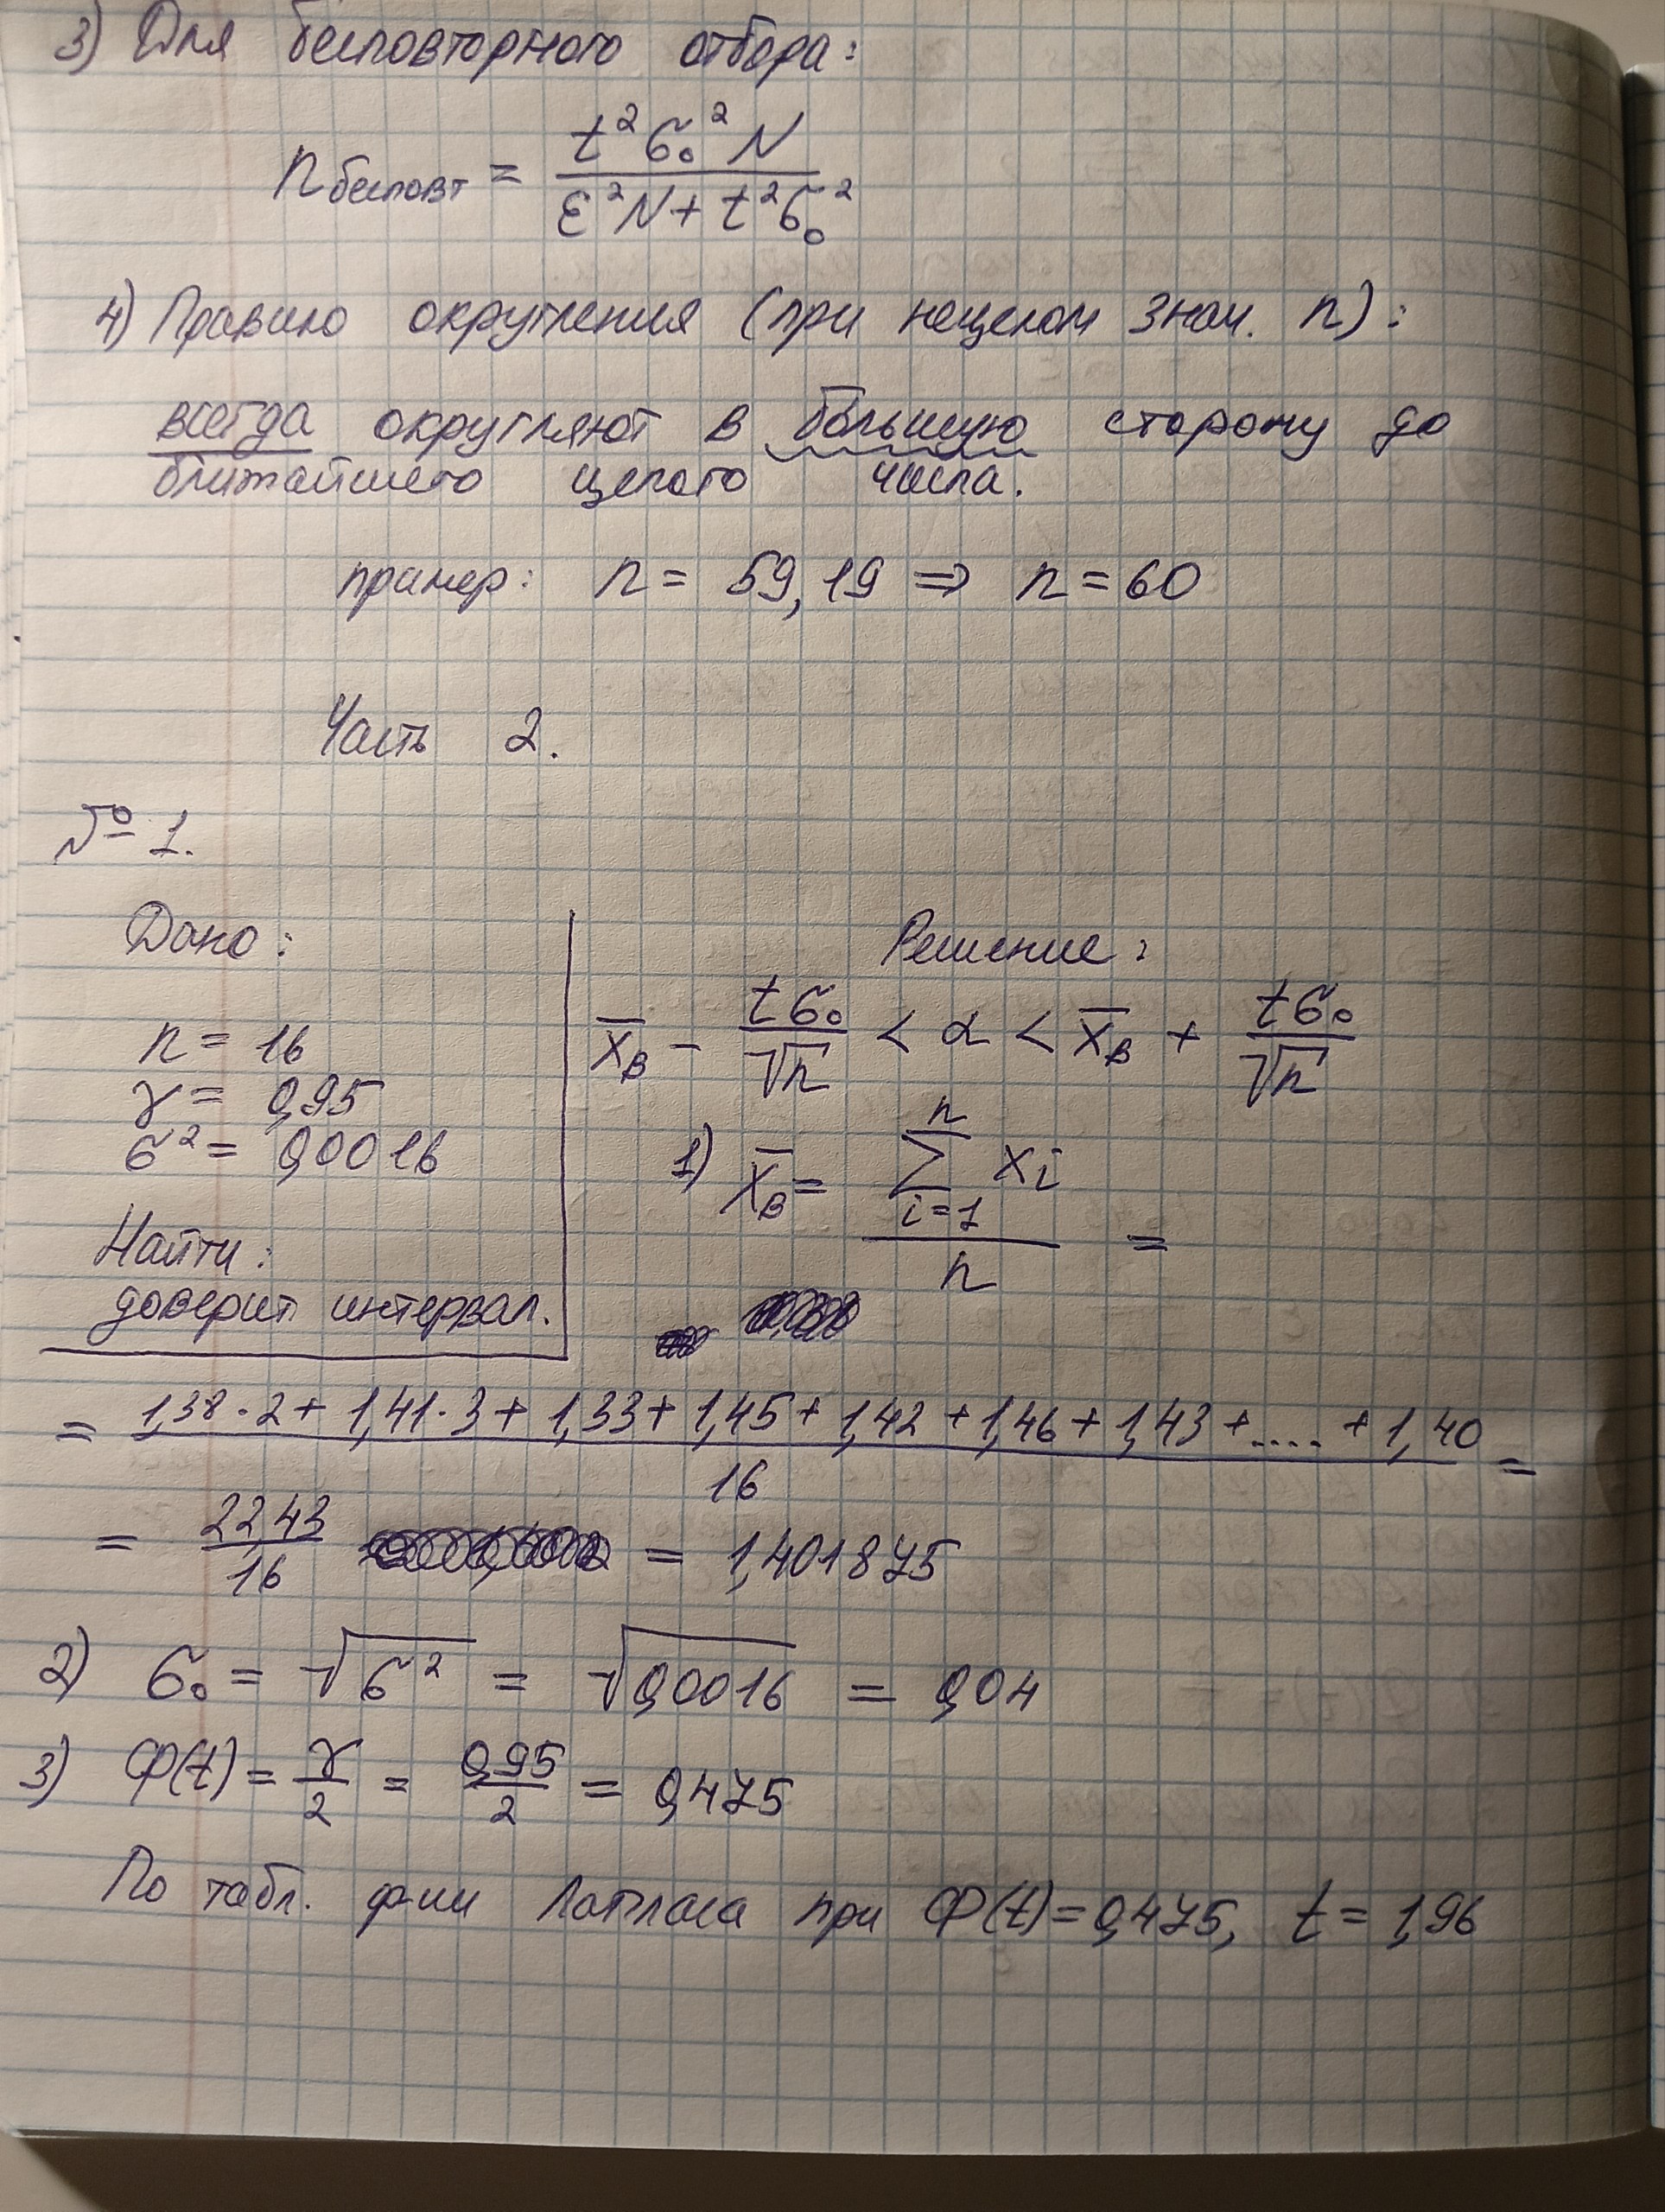 3) Для бесповторного отбора:
n бесповт = t²σ₀²N / (ε²N + t²σ₀²)
4) Правило округления (при нецелом знач. n):
всегда округляют в большую сторону до
ближайшего целого числа.
пример: n = 59,19 ⇒ n = 60
Часть 2.
№ 1.
Дано:
n = 16
γ = 0,95
σ² = 0,0016
Найти:
доверит. интервал.
Решение:
x̄в − tσ₀/√n < α < x̄в + tσ₀/√n
1) x̄в = ∑ᵢ₌₁ⁿ xi / n =
= (1,38·2 + 1,41·3 + 1,33 + 1,45 + 1,42 + 1,46 + 1,43 + .... + 1,40) / 16 =
= 22,43/16 = 1,401875
2) σ₀ = √σ² = √0,0016 = 0,04
3) Ф(t) = γ/2 = 0,95/2 = 0,475
По табл. ф-ии Лапласа при Ф(t) = 0,475, t = 1,96